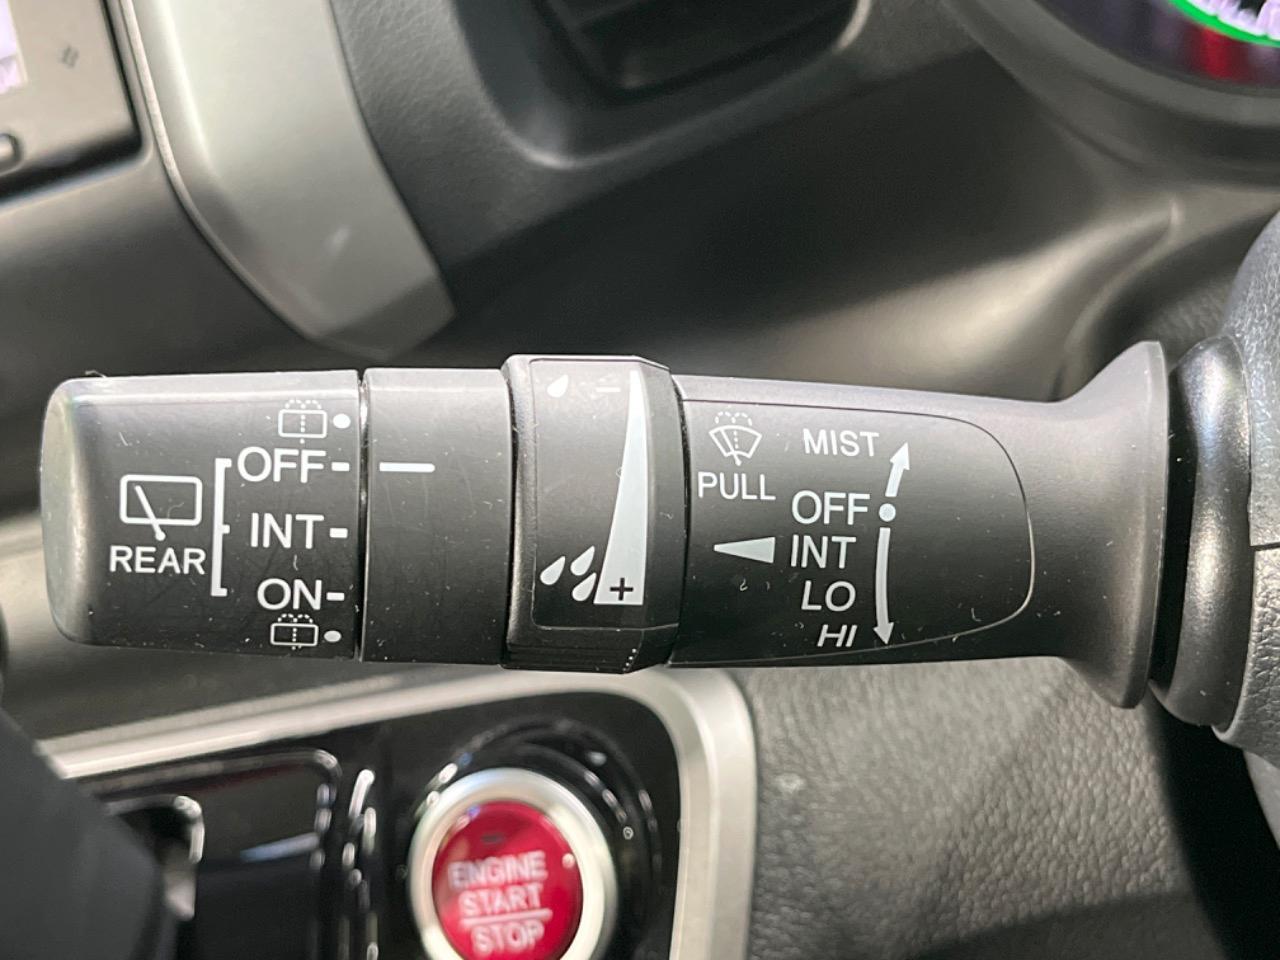 OFF
INT
REAR
ON
−
+
MIST
PULL
OFF
INT
LO
HI
ENGINE
START
STOP